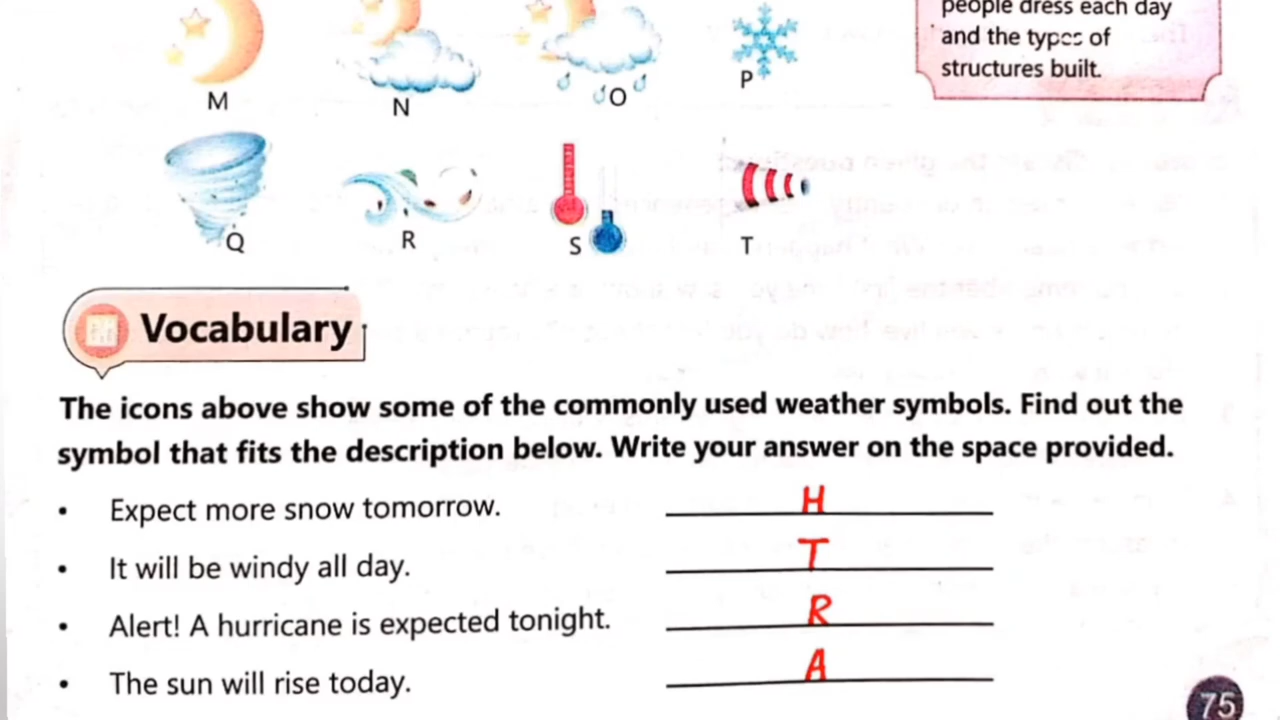 people dress each day
and the types of
structures built.
M
N
O
P
Q
R
S
T
Vocabulary
The icons above show some of the commonly used weather symbols. Find out the
symbol that fits the description below. Write your answer on the space provided.
• Expect more snow tomorrow. H
• It will be windy all day. T
• Alert! A hurricane is expected tonight. R
• The sun will rise today. A
75